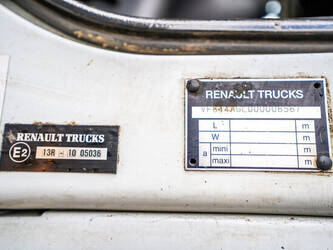 RENAULT TRUCKS
E2 13R - 10 05036
RENAULT TRUCKS
L m
W m
a mini m
maxi m